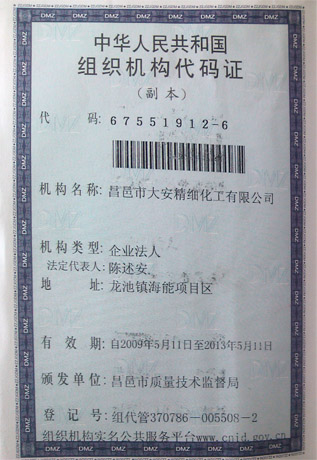 中华人民共和国
组织机构代码证
(副本)
代 码: 67551912-6
机构名称: 昌邑市大安精细化工有限公司
机构类型: 企业法人
法定代表人: 陈述安
地 址: 龙池镇海能项目区
有 效 期: 自2009年5月11日至2013年5月11日
颁发单位: 昌邑市质量技术监督局
登 记 号: 组代管370786-005508-2
组织机构实名公共服务平台www.cnid.gov.cn